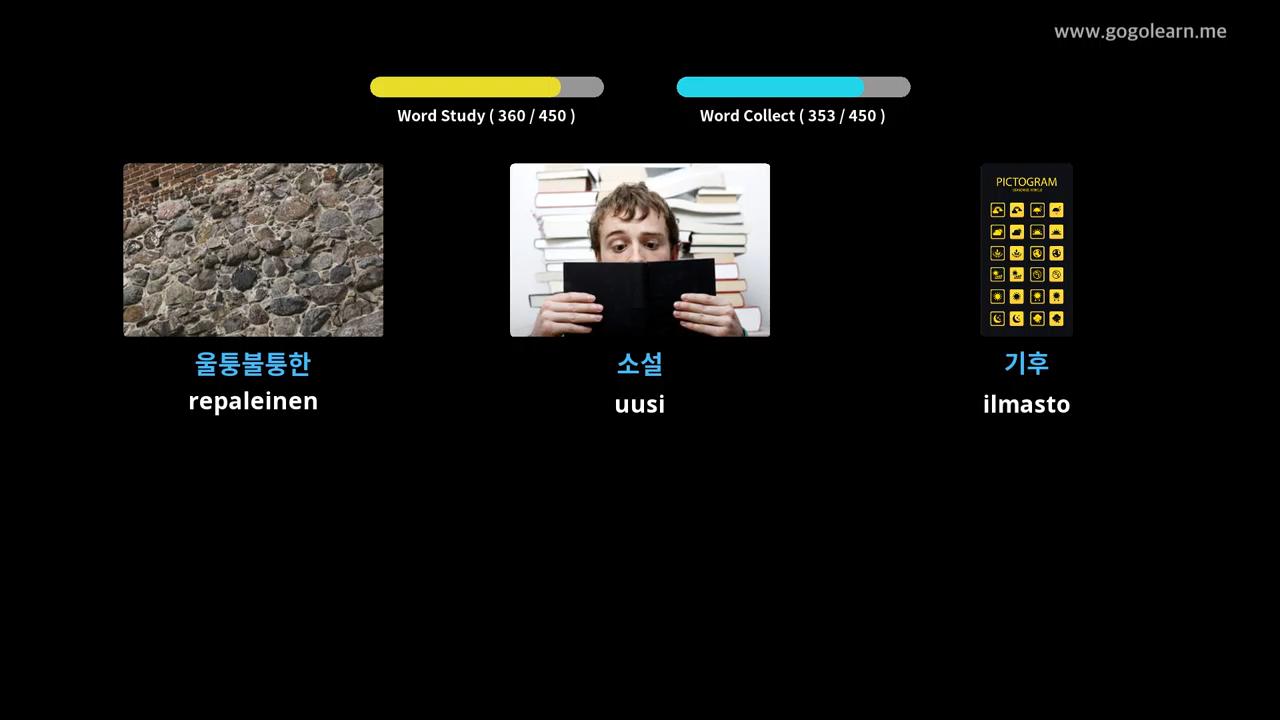 www.gogolearn.me
Word Study ( 360 / 450 )
Word Collect ( 353 / 450 )
PICTOGRAM
울퉁불퉁한
소설
기후
repaleinen
uusi
ilmasto